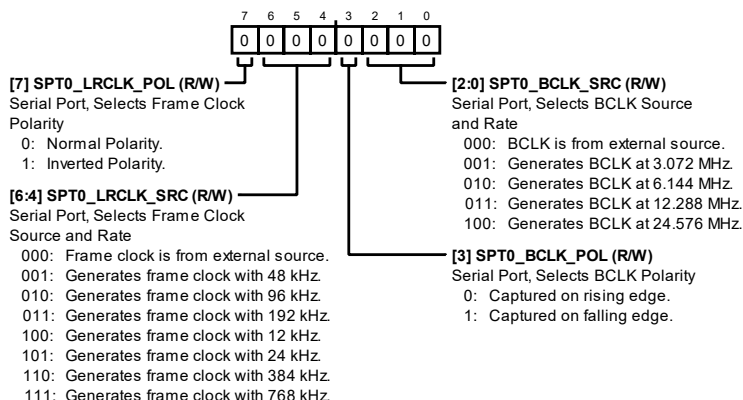 7 6 5 4 3 2 1 0
0 0 0 0 0 0 0 0
[7] SPT0_LRCLK_POL (R/W)
Serial Port, Selects Frame Clock
Polarity
0: Normal Polarity.
1: Inverted Polarity.
[6:4] SPT0_LRCLK_SRC (R/W)
Serial Port, Selects Frame Clock
Source and Rate
000: Frame clock is from external source.
001: Generates frame clock with 48 kHz.
010: Generates frame clock with 96 kHz.
011: Generates frame clock with 192 kHz.
100: Generates frame clock with 12 kHz.
101: Generates frame clock with 24 kHz.
110: Generates frame clock with 384 kHz.
111: Generates frame clock with 768 kHz.
[2:0] SPT0_BCLK_SRC (R/W)
Serial Port, Selects BCLK Source
and Rate
000: BCLK is from external source.
001: Generates BCLK at 3.072 MHz.
010: Generates BCLK at 6.144 MHz.
011: Generates BCLK at 12.288 MHz.
100: Generates BCLK at 24.576 MHz.
[3] SPT0_BCLK_POL (R/W)
Serial Port, Selects BCLK Polarity
0: Captured on rising edge.
1: Captured on falling edge.